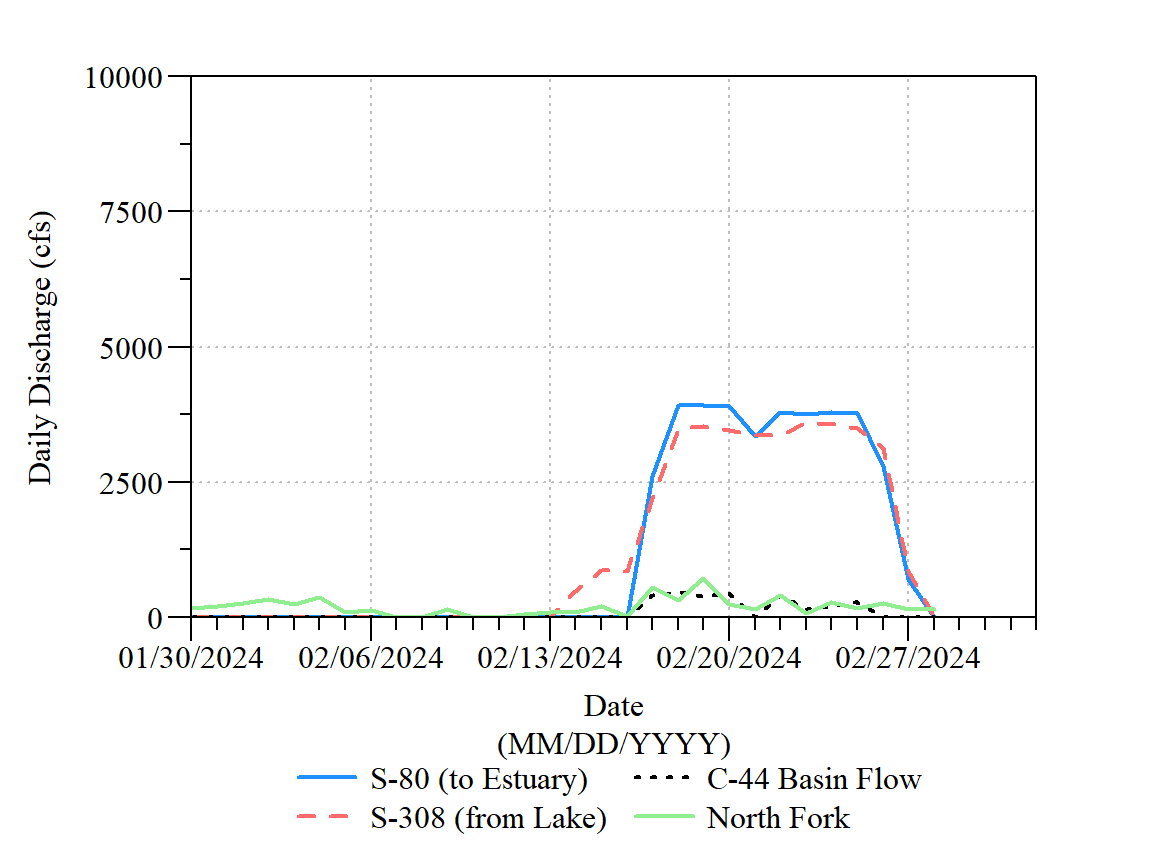 10000
7500
5000
2500
0
Daily Discharge (cfs)
01/30/2024 02/06/2024 02/13/2024 02/20/2024 02/27/2024
Date
(MM/DD/YYYY)
S-80 (to Estuary) C-44 Basin Flow
S-308 (from Lake) North Fork